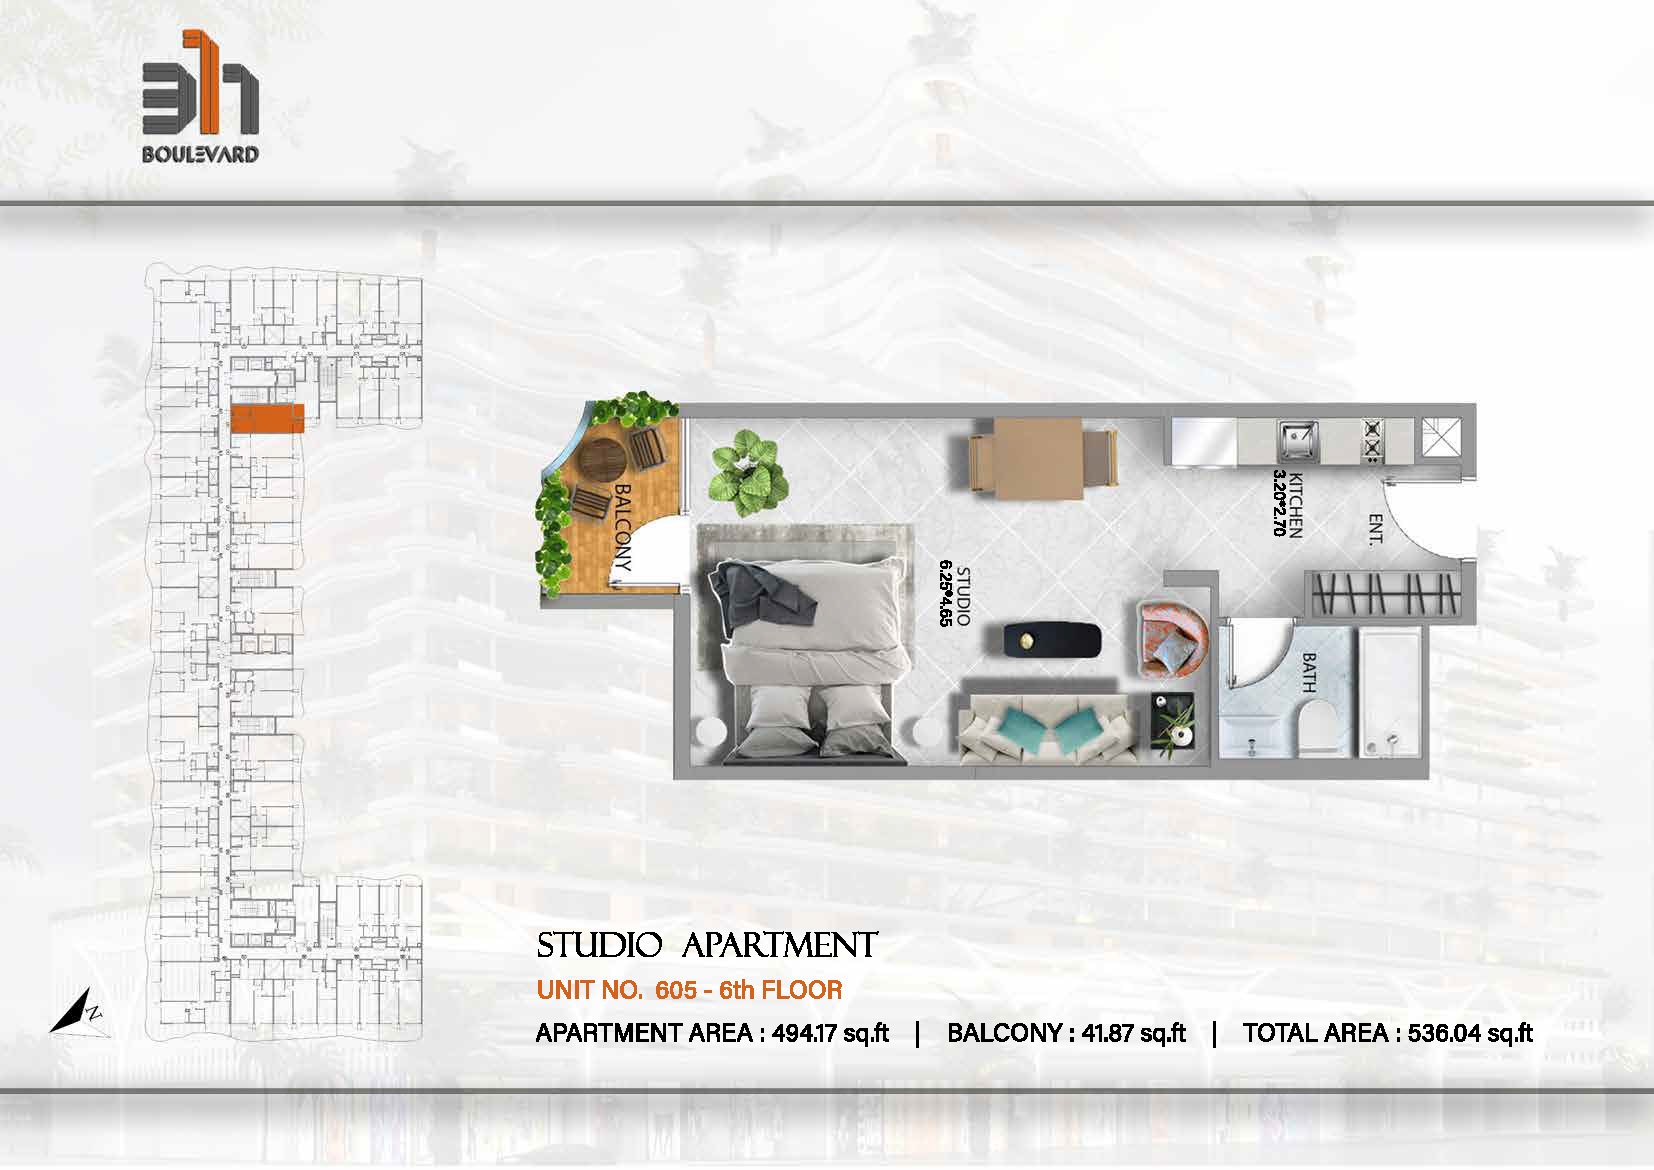 311
BOULEVARD
BALCONY
STUDIO
6.25*4.65
KITCHEN
3.20*2.70
ENT.
BATH
N
STUDIO APARTMENT
UNIT NO. 605 - 6th FLOOR
APARTMENT AREA : 494.17 sq.ft | BALCONY : 41.87 sq.ft | TOTAL AREA : 536.04 sq.ft